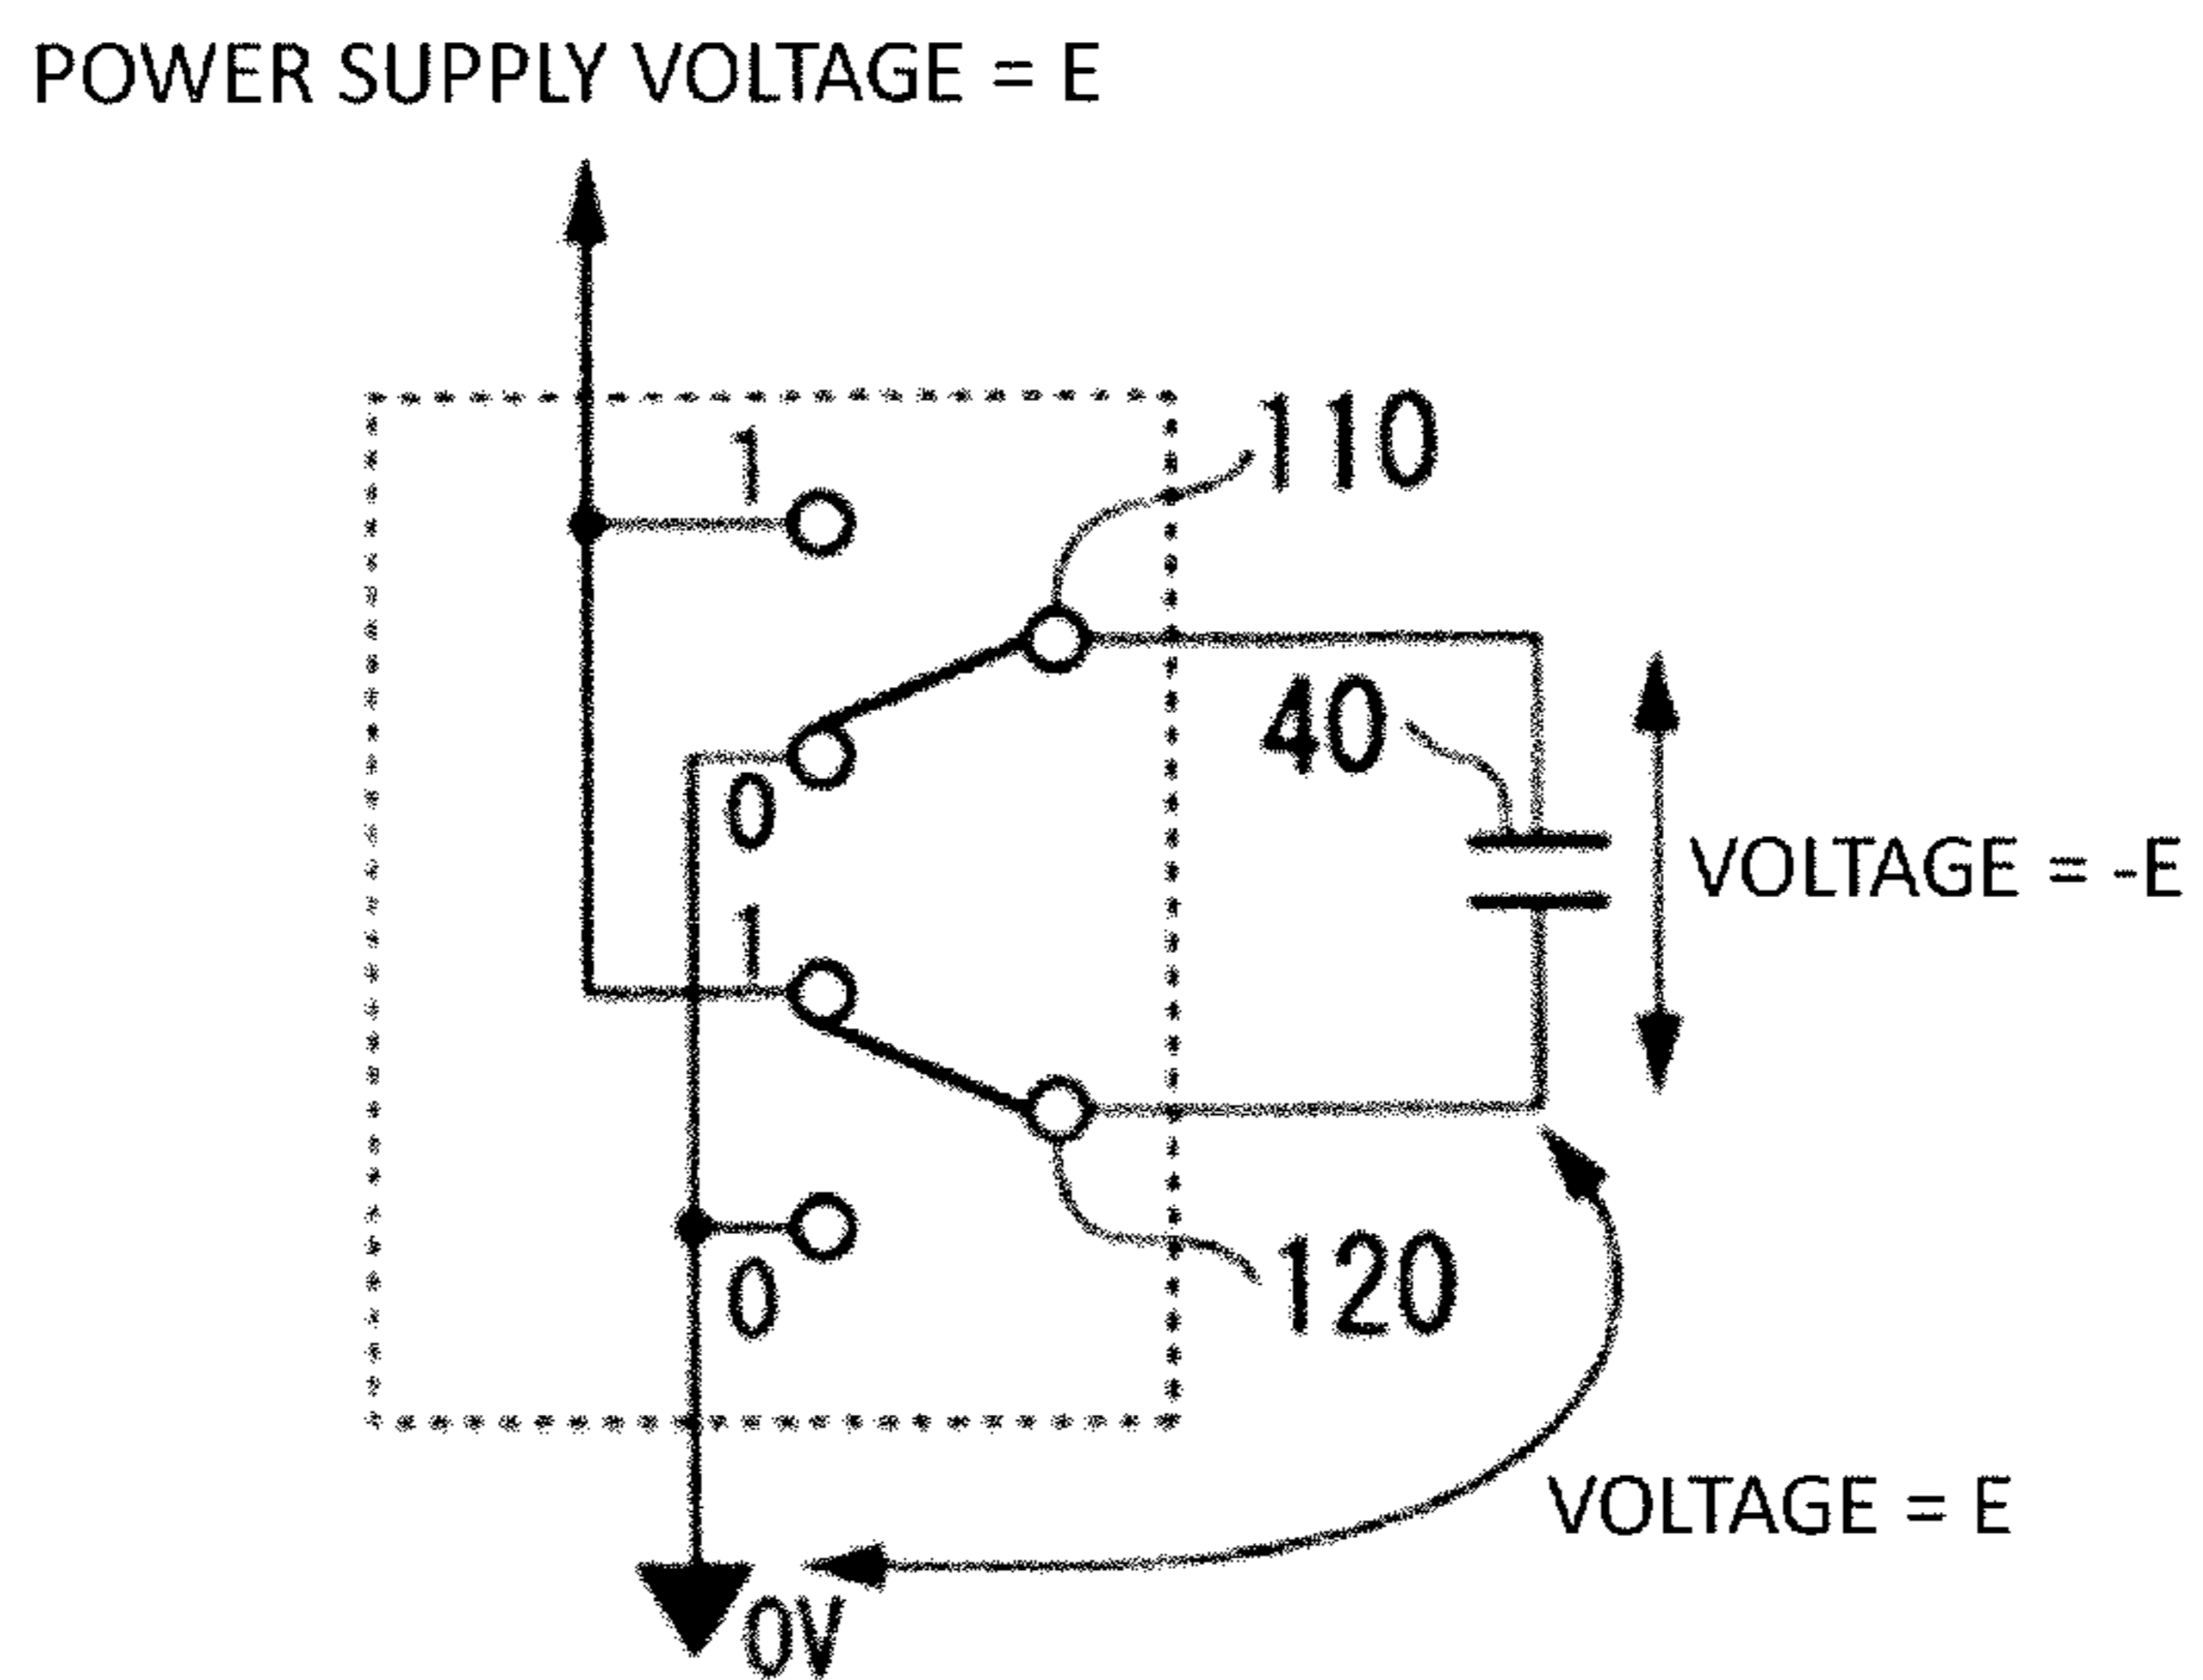 POWER SUPPLY VOLTAGE = E
1
110
40
0
VOLTAGE = -E
1
120
0
VOLTAGE = E
0V